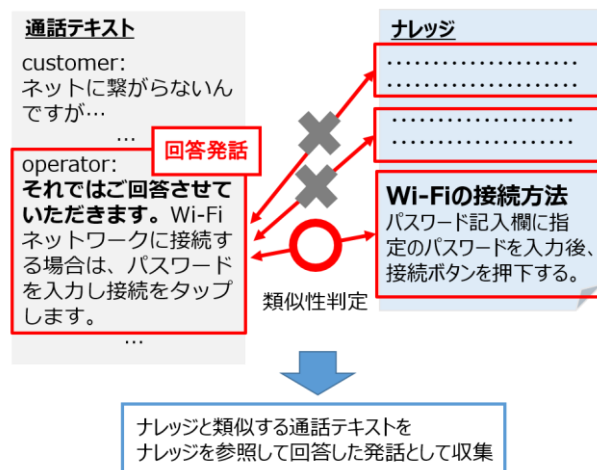 通話テキスト
customer:
ネットに繋がらないん
ですが…
…
回答発話
operator:
それではご回答させて
いただきます。Wi-Fi
ネットワークに接続す
る場合は、パスワード
を入力し接続をタップ
します。
…
ナレッジ
‥‥‥‥‥‥‥‥‥‥
‥‥‥‥‥‥‥‥‥‥
‥‥‥‥‥‥‥‥‥‥
‥‥‥‥‥‥‥‥‥‥
Wi-Fiの接続方法
パスワード記入欄に指
定のパスワードを入力後、
接続ボタンを押下する。
類似性判定
ナレッジと類似する通話テキストを
ナレッジを参照して回答した発話として収集